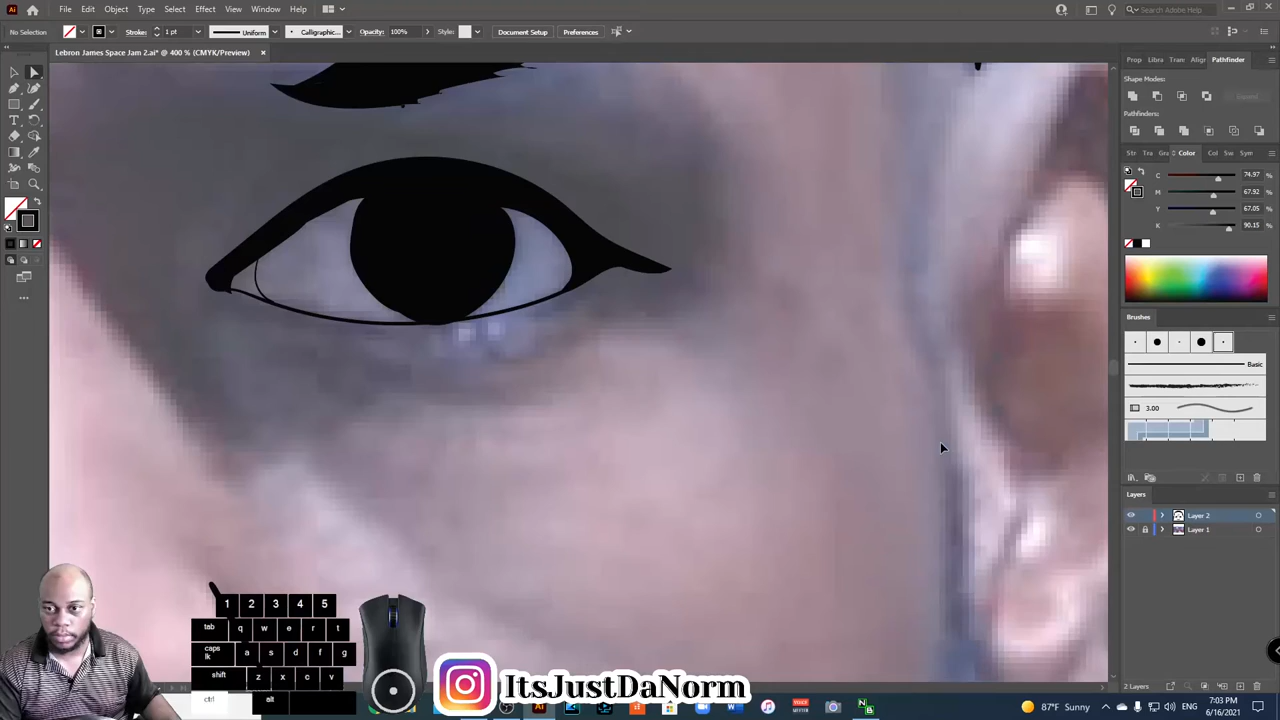 Ai File Edit Object Type Select Effect View Window Help Search Adobe Help
No Selection Stroke: 1 pt Uniform Calligraphic... Opacity: 100% Style: Document Setup Preferences
Lebron James Space Jam 2.ai* @ 400 % (CMYK/Preview)
Prop Libra Tran Aligr Pathfinder
Shape Modes:
Expand
Pathfinders:
Str Tra Gra Color Col Sw Sym
C 74.97
M 67.92
Y 67.05
K 90.15
Brushes
Basic
3.00
Layers
Layer 2
Layer 1
2 Layers
1 2 3 4 5
tab q w e r t
caps lk a s d f g
shift z x c v
ctrl alt
ItsJustDaNorm
87°F Sunny ENG 7:03 PM
6/16/2021